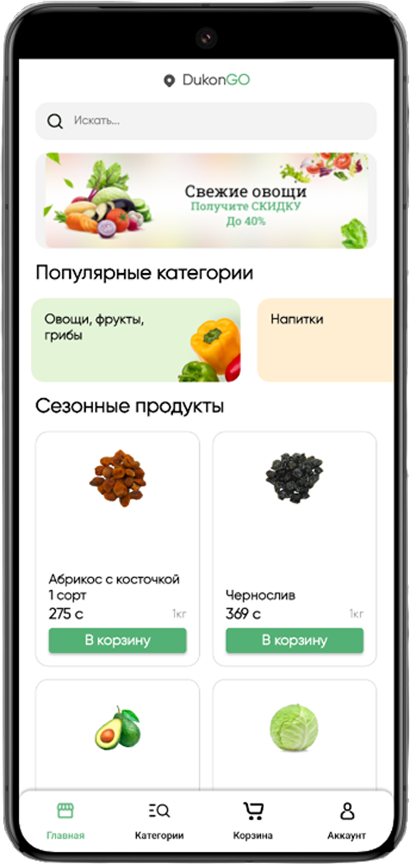 DukonGO
Искать...
Свежие овощи
Получите СКИДКУ
До 40%
Популярные категории
Овощи, фрукты,
грибы
Напитки
Сезонные продукты
Абрикос с косточкой
1 сорт
275 с 1кг
В корзину
Чернослив
369 с 1кг
В корзину
Главная
Категории
Корзина
Аккаунт